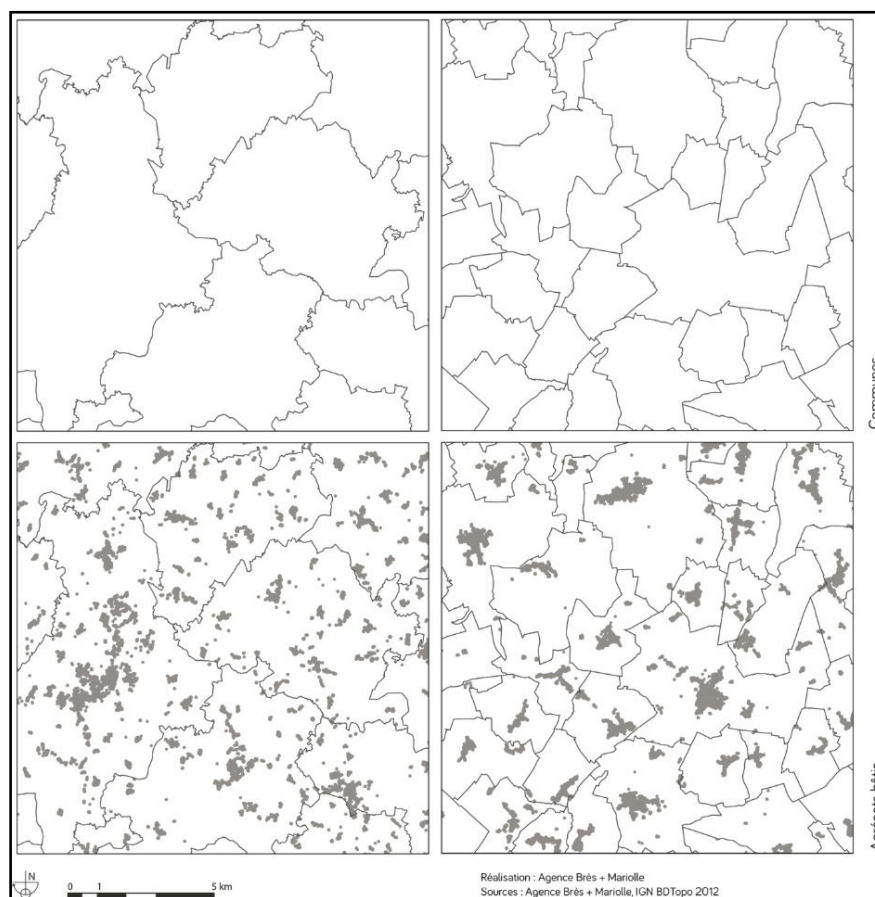 Communes
Agrégats bâtis
N
0 1 5 km
Réalisation : Agence Brès + Mariolle
Sources : Agence Brès + Mariolle, IGN BDTopo 2012